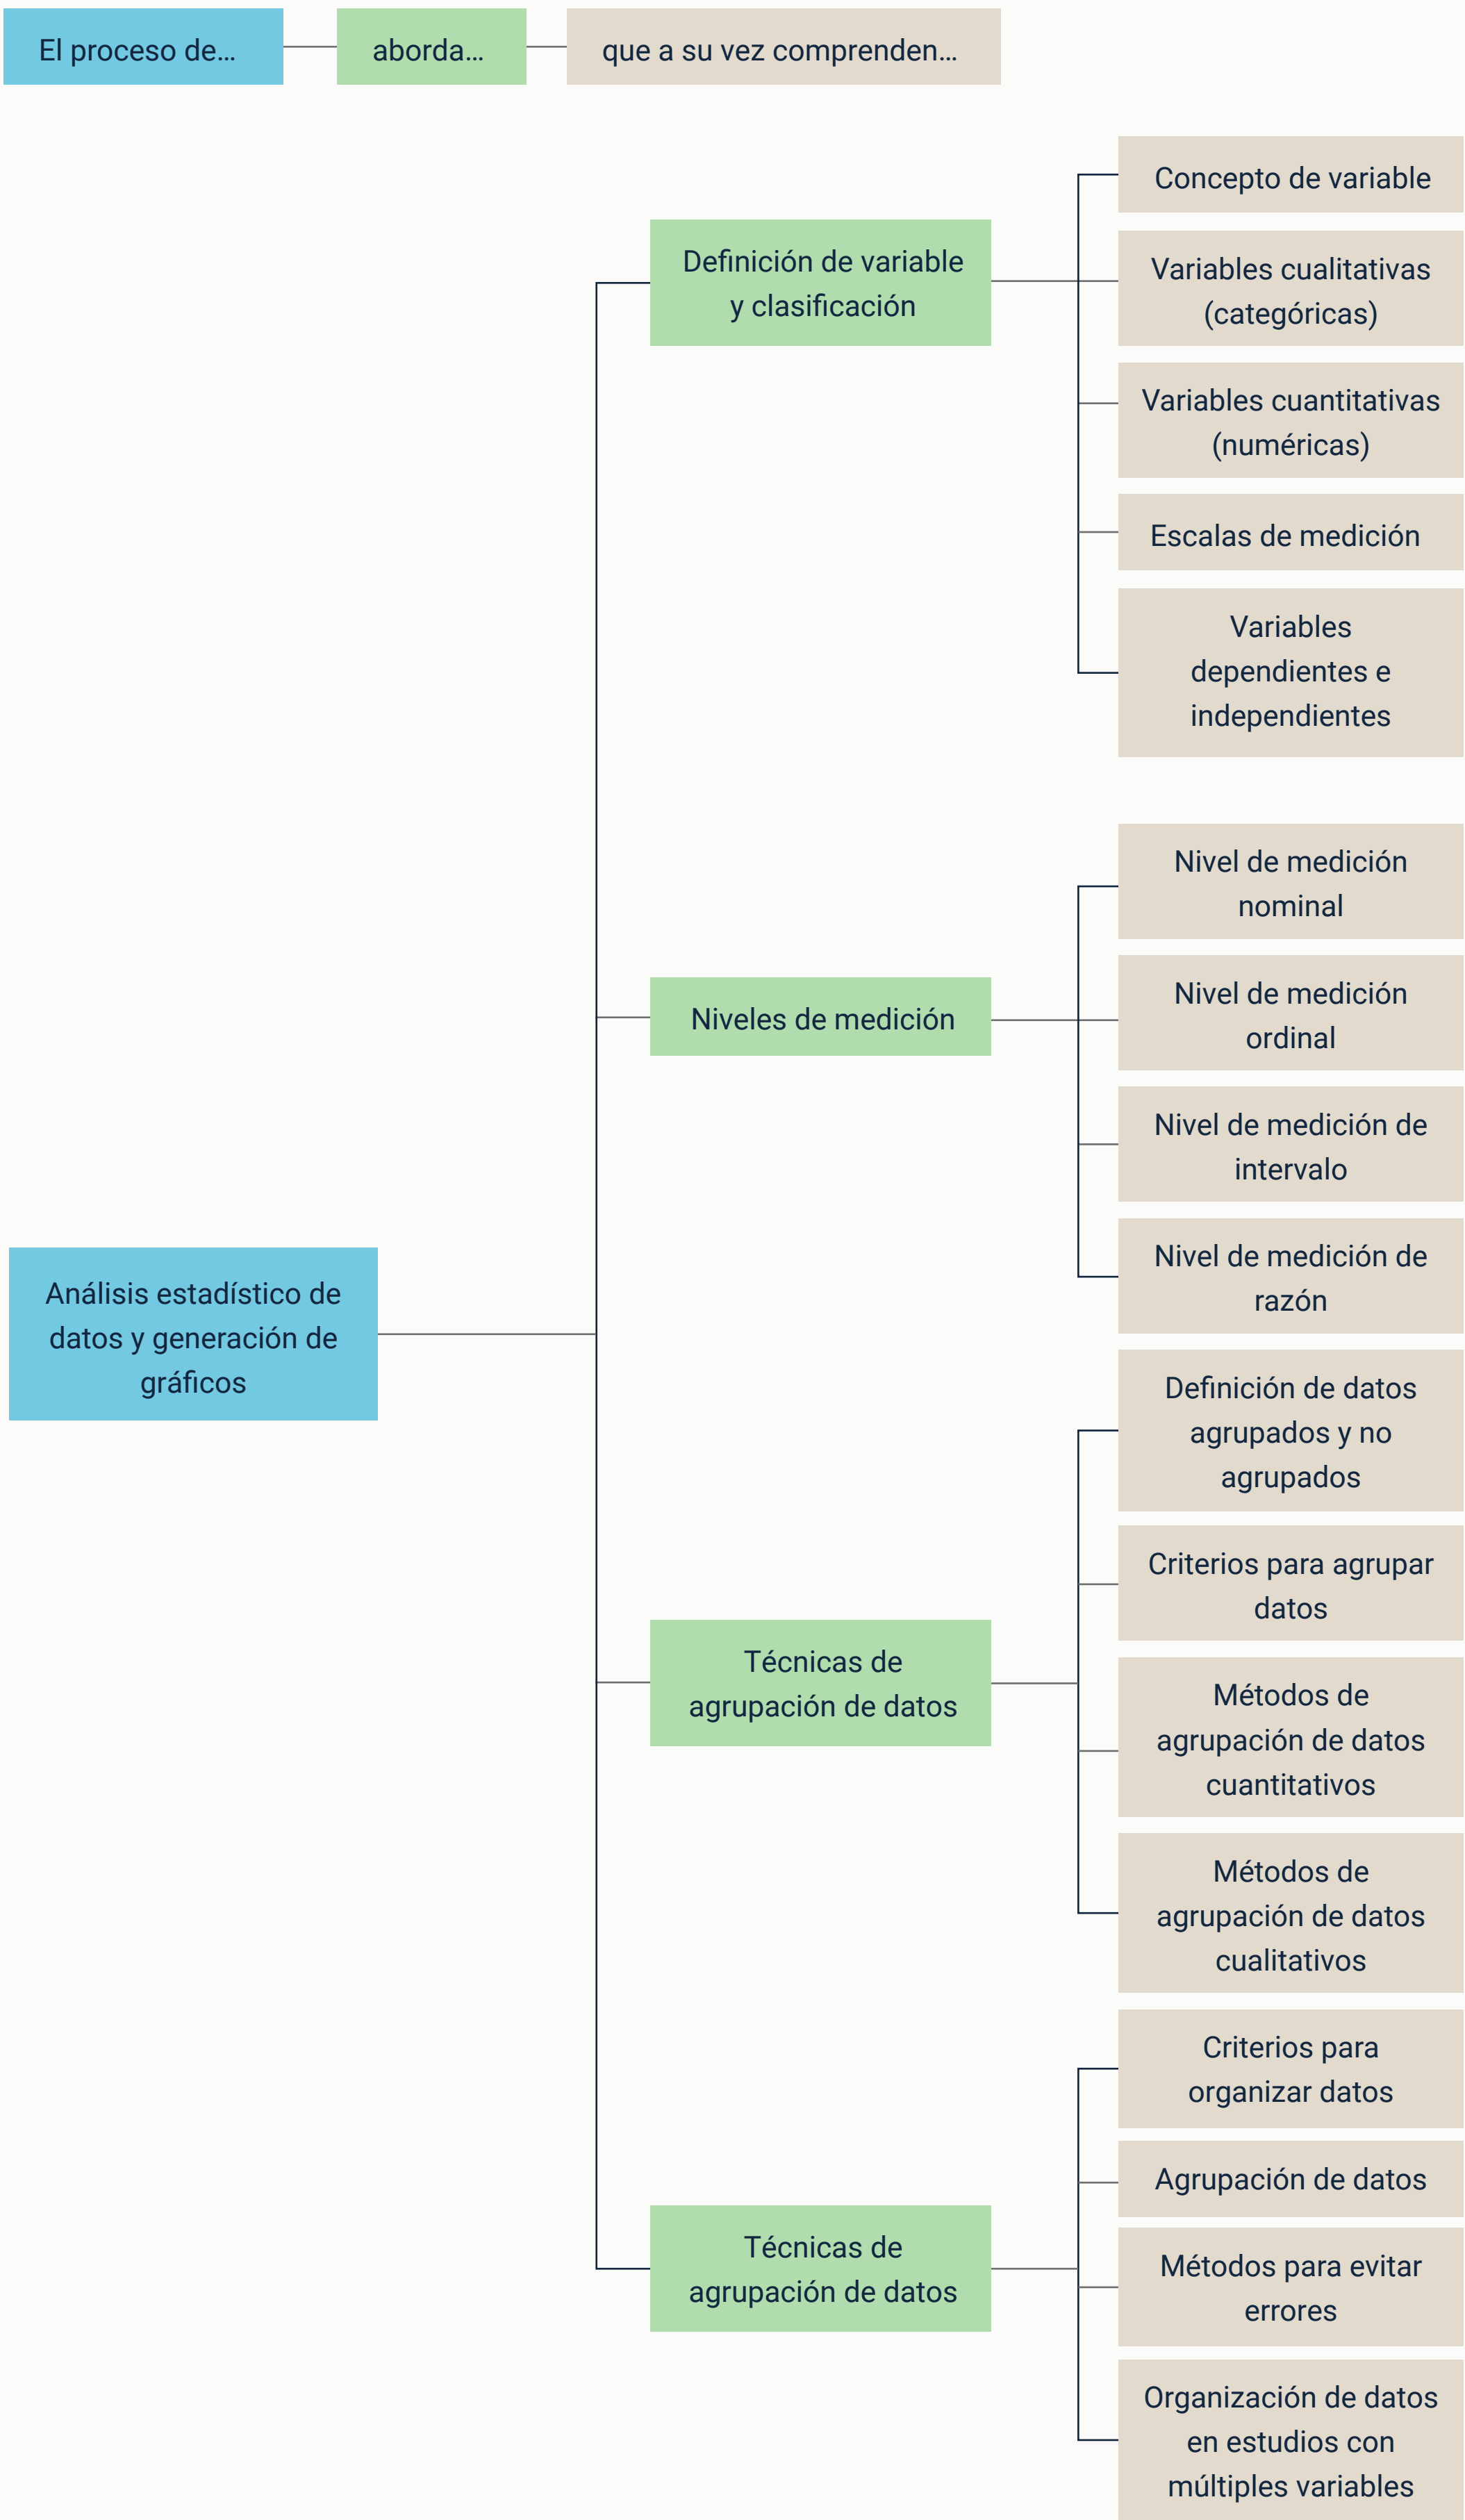 El proceso de...
aborda...
que a su vez comprenden...
Concepto de variable
Definición de variable
y clasificación
Variables cualitativas
(categóricas)
Variables cuantitativas
(numéricas)
Escalas de medición
Variables
dependientes e
independientes
Niveles de medición
Nivel de medición
nominal
Nivel de medición
ordinal
Nivel de medición de
intervalo
Nivel de medición de
razón
Análisis estadístico de
datos y generación de
gráficos
Técnicas de
agrupación de datos
Definición de datos
agrupados y no
agrupados
Criterios para agrupar
datos
Métodos de
agrupación de datos
cuantitativos
Métodos de
agrupación de datos
cualitativos
Técnicas de
agrupación de datos
Criterios para
organizar datos
Agrupación de datos
Métodos para evitar
errores
Organización de datos
en estudios con
múltiples variables